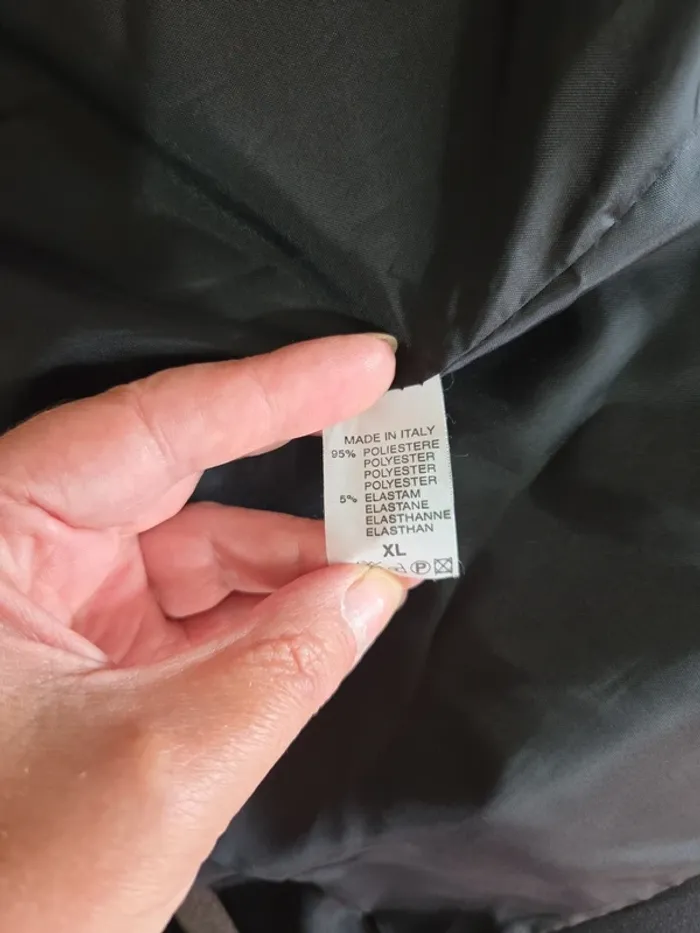 MADE IN ITALY
95% POLIESTERE
POLYESTER
POLYESTER
POLYESTER
5% ELASTAM
ELASTANE
ELASTHANNE
ELASTHAN
XL
P